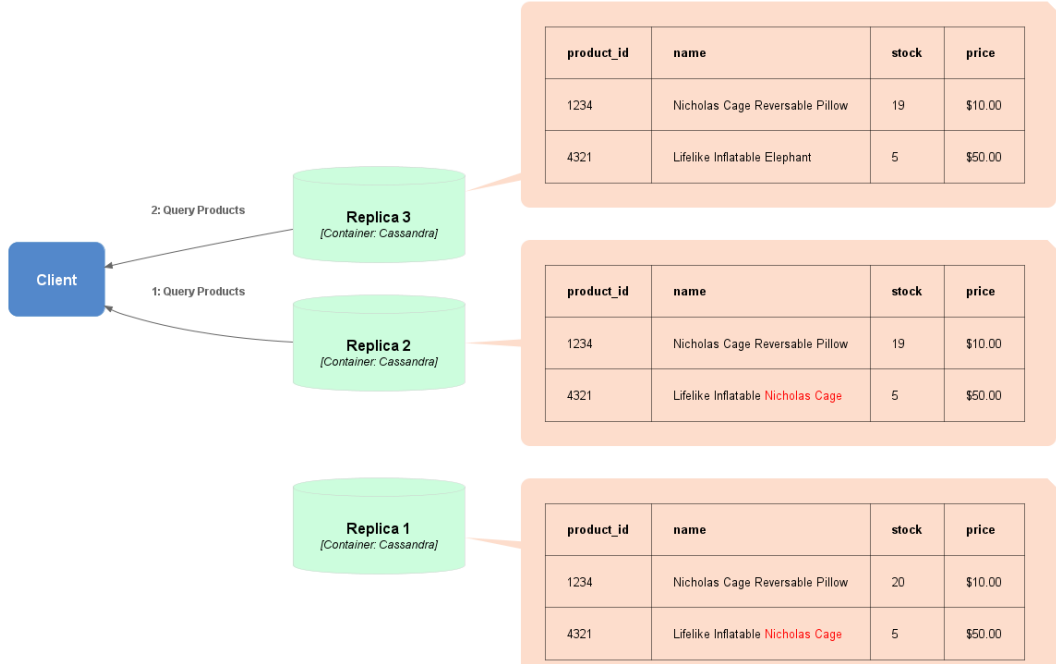 product_id name stock price
1234 Nicholas Cage Reversable Pillow 19 $10.00
4321 Lifelike Inflatable Elephant 5 $50.00
2: Query Products
Replica 3
[Container: Cassandra]
Client
1: Query Products
Replica 2
[Container: Cassandra]
product_id name stock price
1234 Nicholas Cage Reversable Pillow 19 $10.00
4321 Lifelike Inflatable Nicholas Cage 5 $50.00
Replica 1
[Container: Cassandra]
product_id name stock price
1234 Nicholas Cage Reversable Pillow 20 $10.00
4321 Lifelike Inflatable Nicholas Cage 5 $50.00